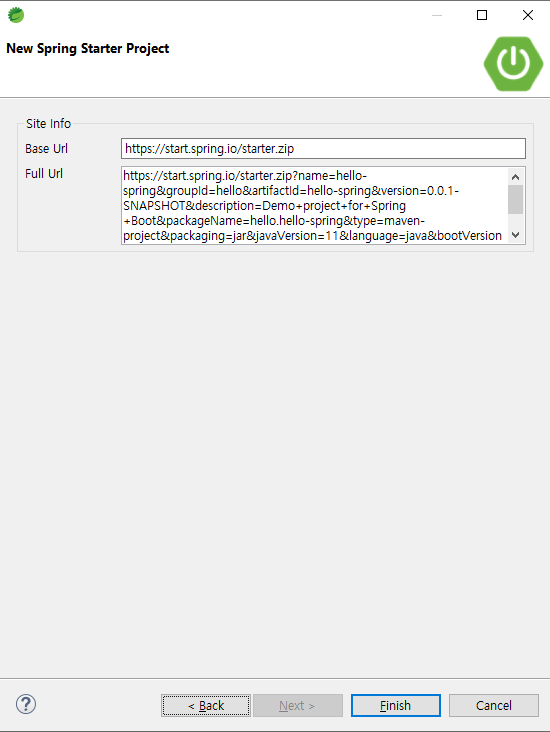 New Spring Starter Project
Site Info
Base Url
https://start.spring.io/starter.zip
Full Url
https://start.spring.io/starter.zip?name=hello-
spring&groupId=hello&artifactId=hello-spring&version=0.0.1-
SNAPSHOT&description=Demo+project+for+Spring
+Boot&packageName=hello.hello-spring&type=maven-
project&packaging=jar&javaVersion=11&language=java&bootVersion
?
< Back
Next >
Finish
Cancel